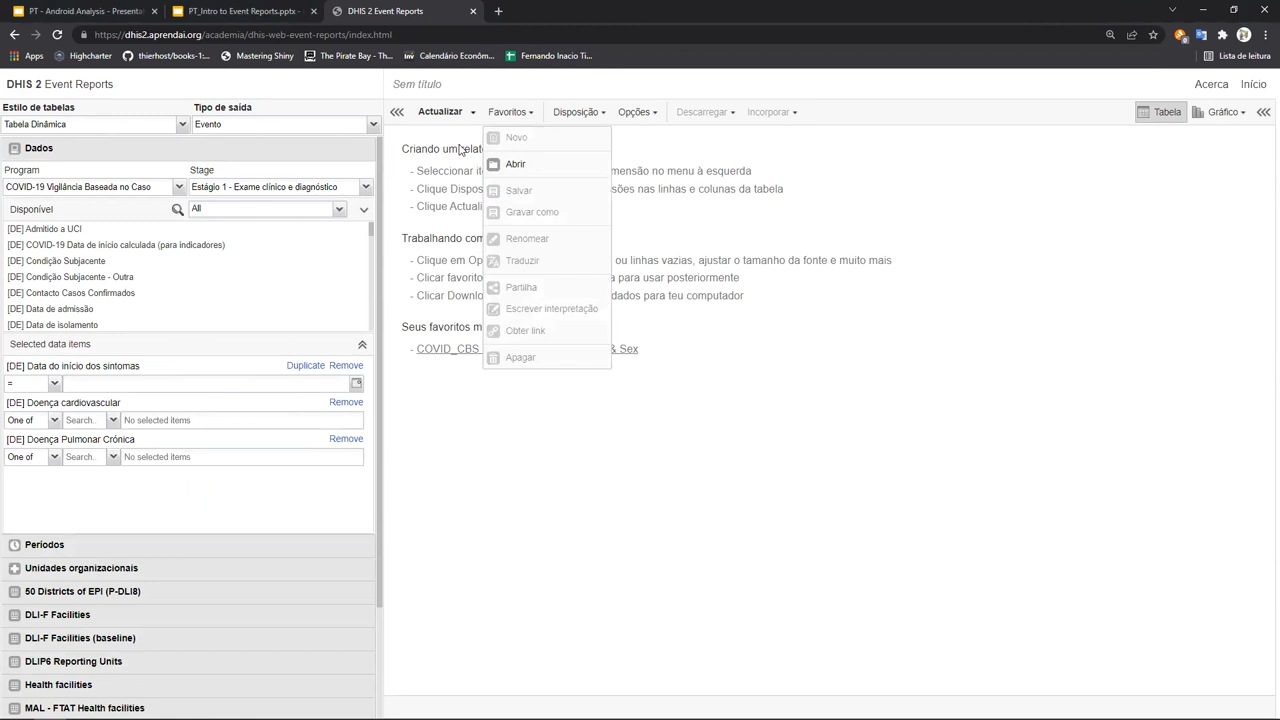 PT - Android Analysis - Presenta
PT_Intro to Event Reports.pptx -
DHIS 2 Event Reports
https://dhis2.aprendai.org/academia/dhis-web-event-reports/index.html
Apps
Highcharter
thierhost/books-1:...
Mastering Shiny
The Pirate Bay - Th...
Calendário Econômi...
Fernando Inacio Ti...
Lista de leitura
DHIS 2 Event Reports
Sem título
Acerca
Início
Estilo de tabelas
Tipo de saída
Tabela Dinâmica
Evento
Actualizar
Favoritos
Disposição
Opções
Descarregar
Incorporar
Tabela
Gráfico
Dados
Program
Stage
COVID-19 Vigilância Baseada no Caso
Estágio 1 - Exame clínico e diagnóstico
Disponível
All
[DE] Admitido a UCI
[DE] COVID-19 Data de início calculada (para indicadores)
[DE] Condição Subjacente
[DE] Condição Subjacente - Outra
[DE] Contacto Casos Confirmados
[DE] Data de admissão
[DE] Data de isolamento
Selected data items
[DE] Data do início dos sintomas
Duplicate Remove
=
[DE] Doença cardiovascular
Remove
One of
Search..
No selected items
[DE] Doença Pulmonar Crónica
Remove
One of
Search..
No selected items
Períodos
Unidades organizacionais
50 Districts of EPI (P-DLI8)
DLI-F Facilities
DLI-F Facilities (baseline)
DLIP6 Reporting Units
Health facilities
MAL - FTAT Health facilities
Novo
Abrir
Salvar
Gravar como
Renomear
Traduzir
Partilha
Escrever interpretação
Obter link
Apagar
Criando um
- Seleccionar
mensão no menu à esquerda
- Clique
sões nas linhas e colunas da tabela
- Clique
Trabalhando
- Clique em
ou linhas vazias, ajustar o tamanho da fonte e muito mais
- Clicar
para usar posteriormente
- Clicar
dados para teu computador
Seus favoritos
- COVID_CBS
& Sex